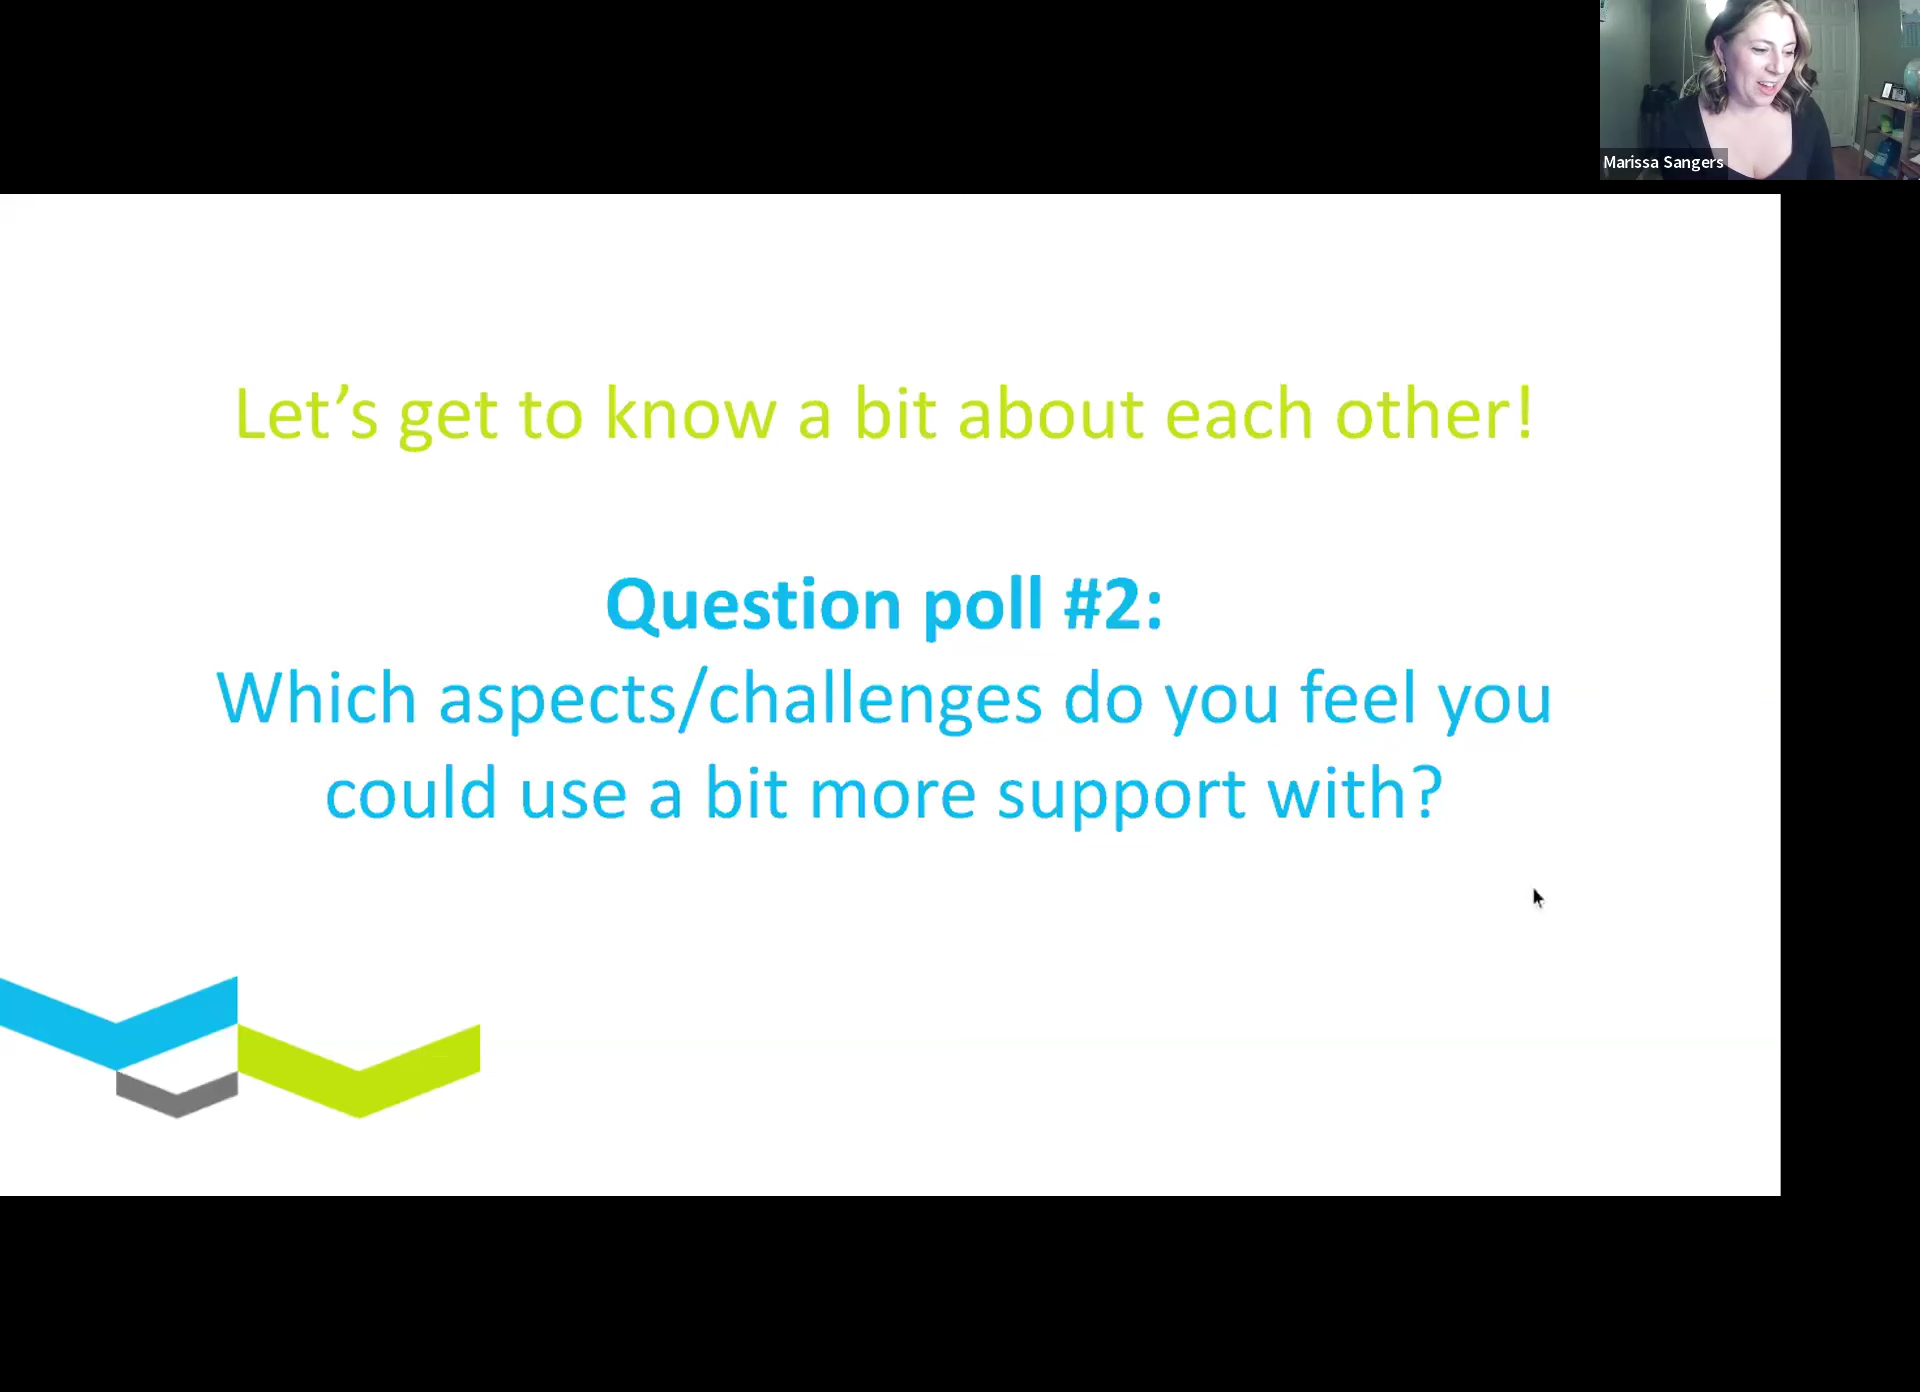 Marissa Sangers
Let’s get to know a bit about each other!
Question poll #2:
Which aspects/challenges do you feel you
could use a bit more support with?